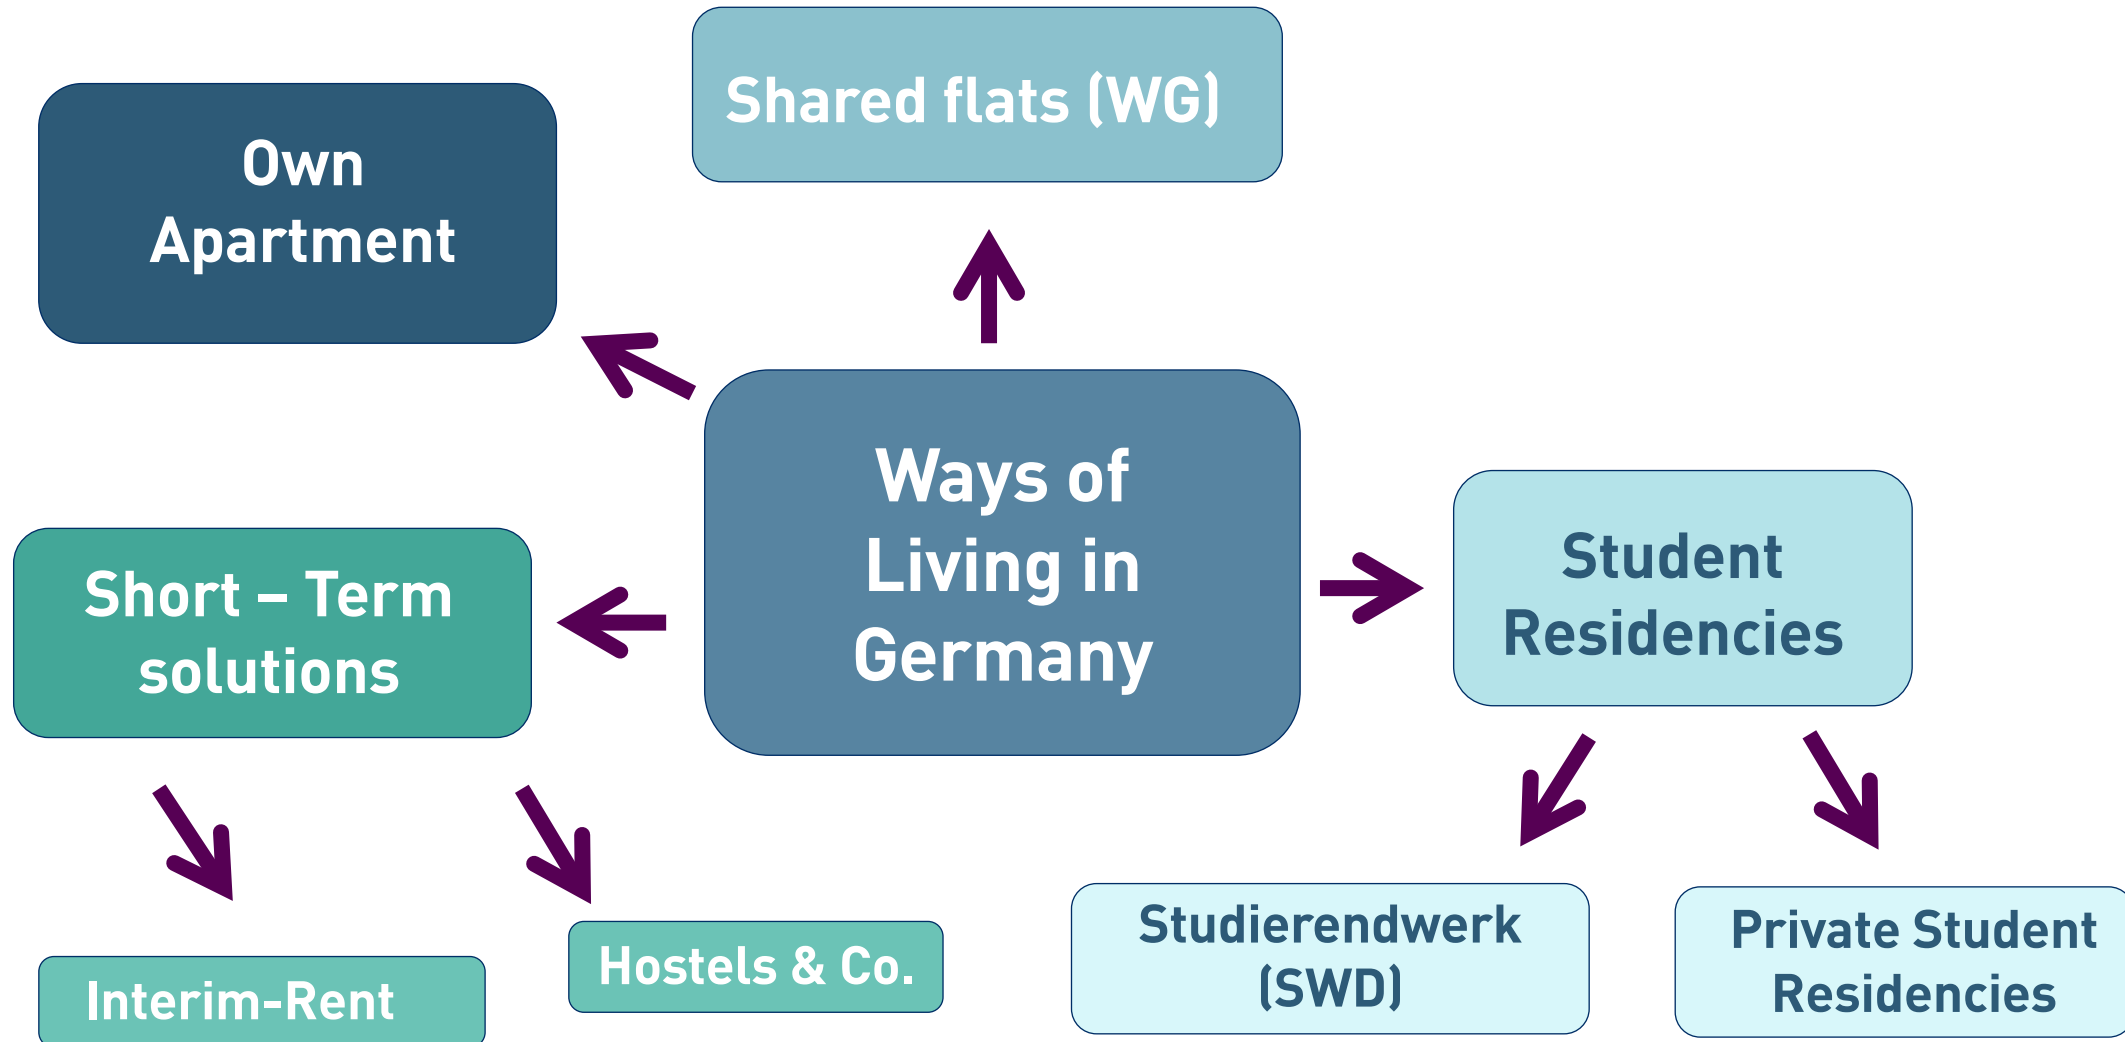 Shared flats (WG)
Own
Apartment
Ways of
Living in
Germany
Short – Term
solutions
Student
Residencies
Interim-Rent
Hostels & Co.
Studierendwerk
(SWD)
Private Student
Residencies